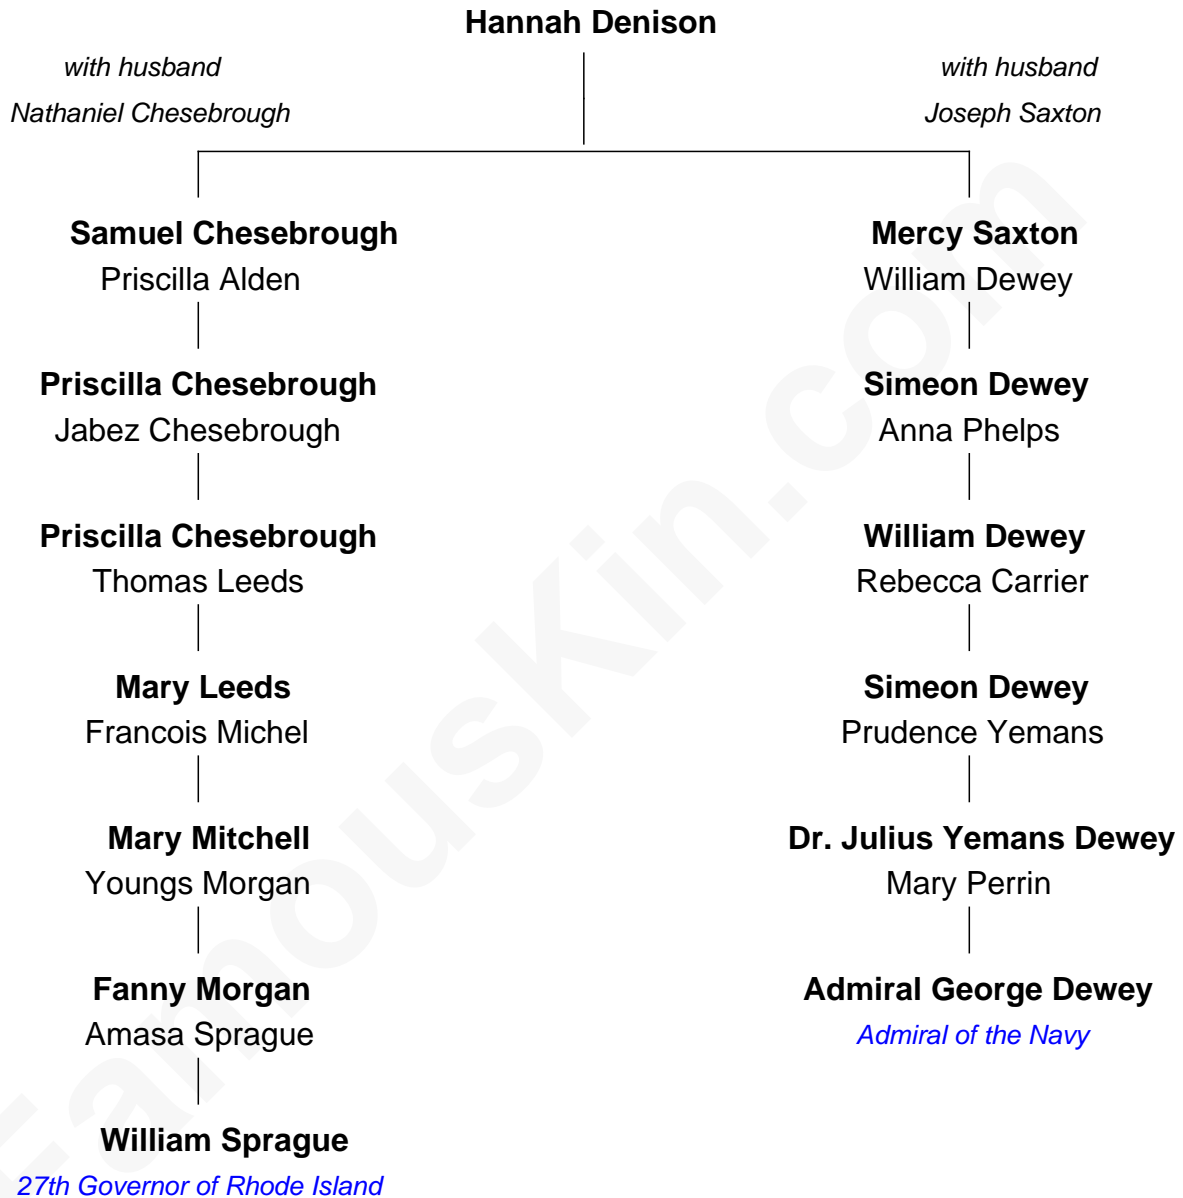 Hannah Denison
with husband
Nathaniel Chesebrough
with husband
Joseph Saxton
Samuel Chesebrough
Priscilla Alden
Mercy Saxton
William Dewey
Priscilla Chesebrough
Jabez Chesebrough
Simeon Dewey
Anna Phelps
Priscilla Chesebrough
Thomas Leeds
William Dewey
Rebecca Carrier
Mary Leeds
Francois Michel
Simeon Dewey
Prudence Yemans
Mary Mitchell
Youngs Morgan
Dr. Julius Yemans Dewey
Mary Perrin
Fanny Morgan
Amasa Sprague
Admiral George Dewey
Admiral of the Navy
William Sprague
27th Governor of Rhode Island
FamousKin.com